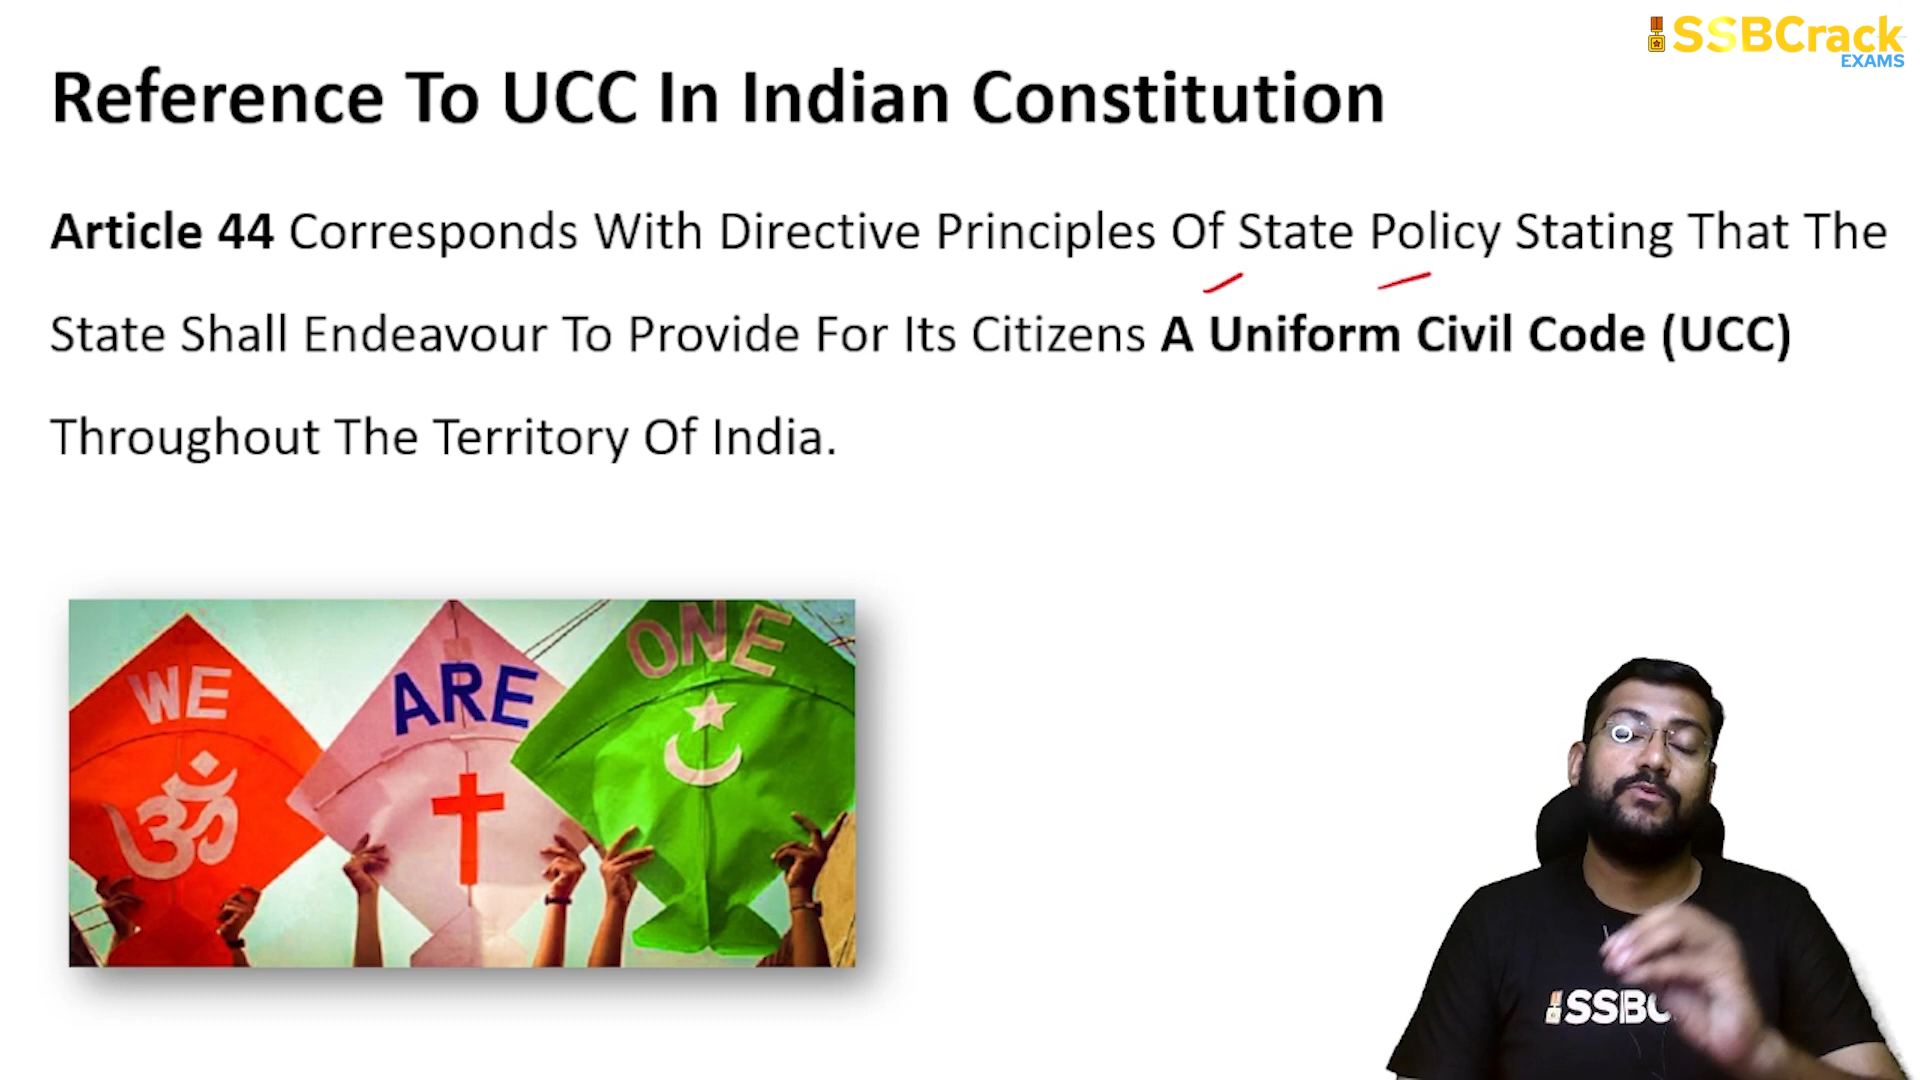 SSBCrack
EXAMS
Reference To UCC In Indian Constitution
Article 44 Corresponds With Directive Principles Of State Policy Stating That The
State Shall Endeavour To Provide For Its Citizens A Uniform Civil Code (UCC)
Throughout The Territory Of India.
WE
ARE
ONE
ॐ
SSBC